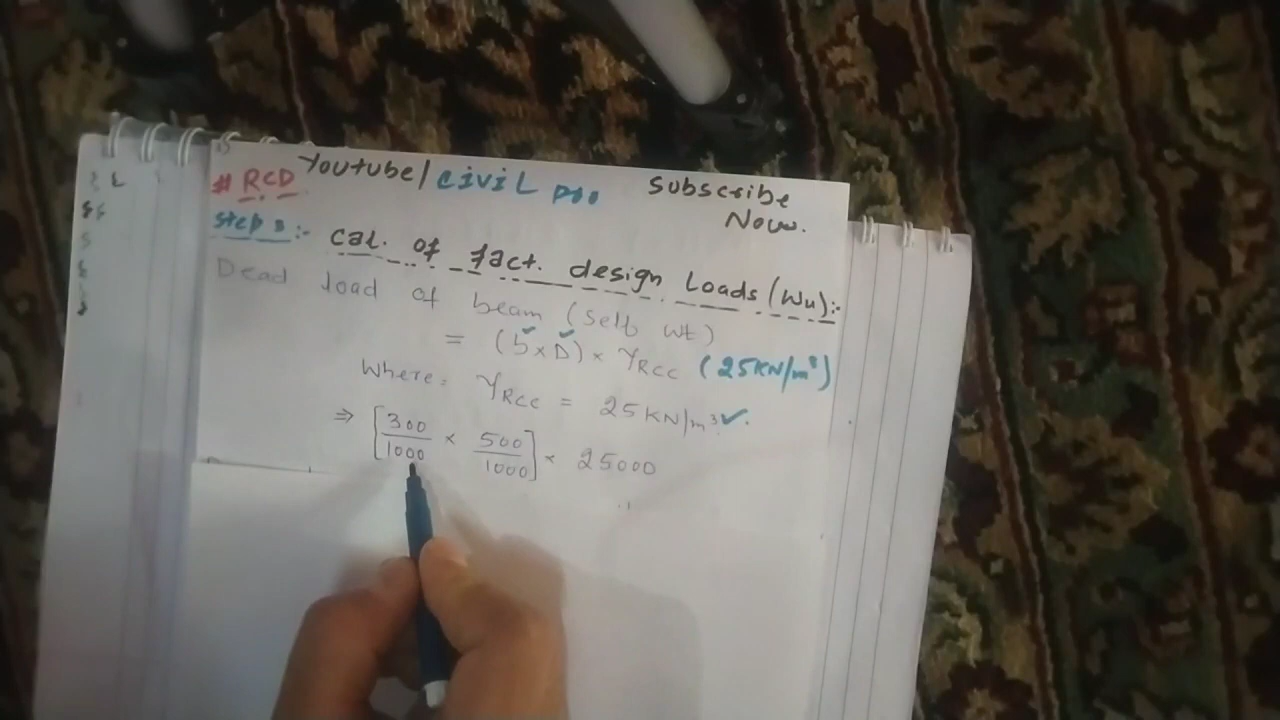 # RCD Youtube/civil pro Subscribe Now.
Step 3:- cal. of fact. design Loads (Wu):-
Dead load of beam (Self wt)
= (b×D) × γRCC (25KN/m³)
Where = γRCC = 25KN/m³ ✓.
⇒ [300/1000 × 500/1000] × 25000